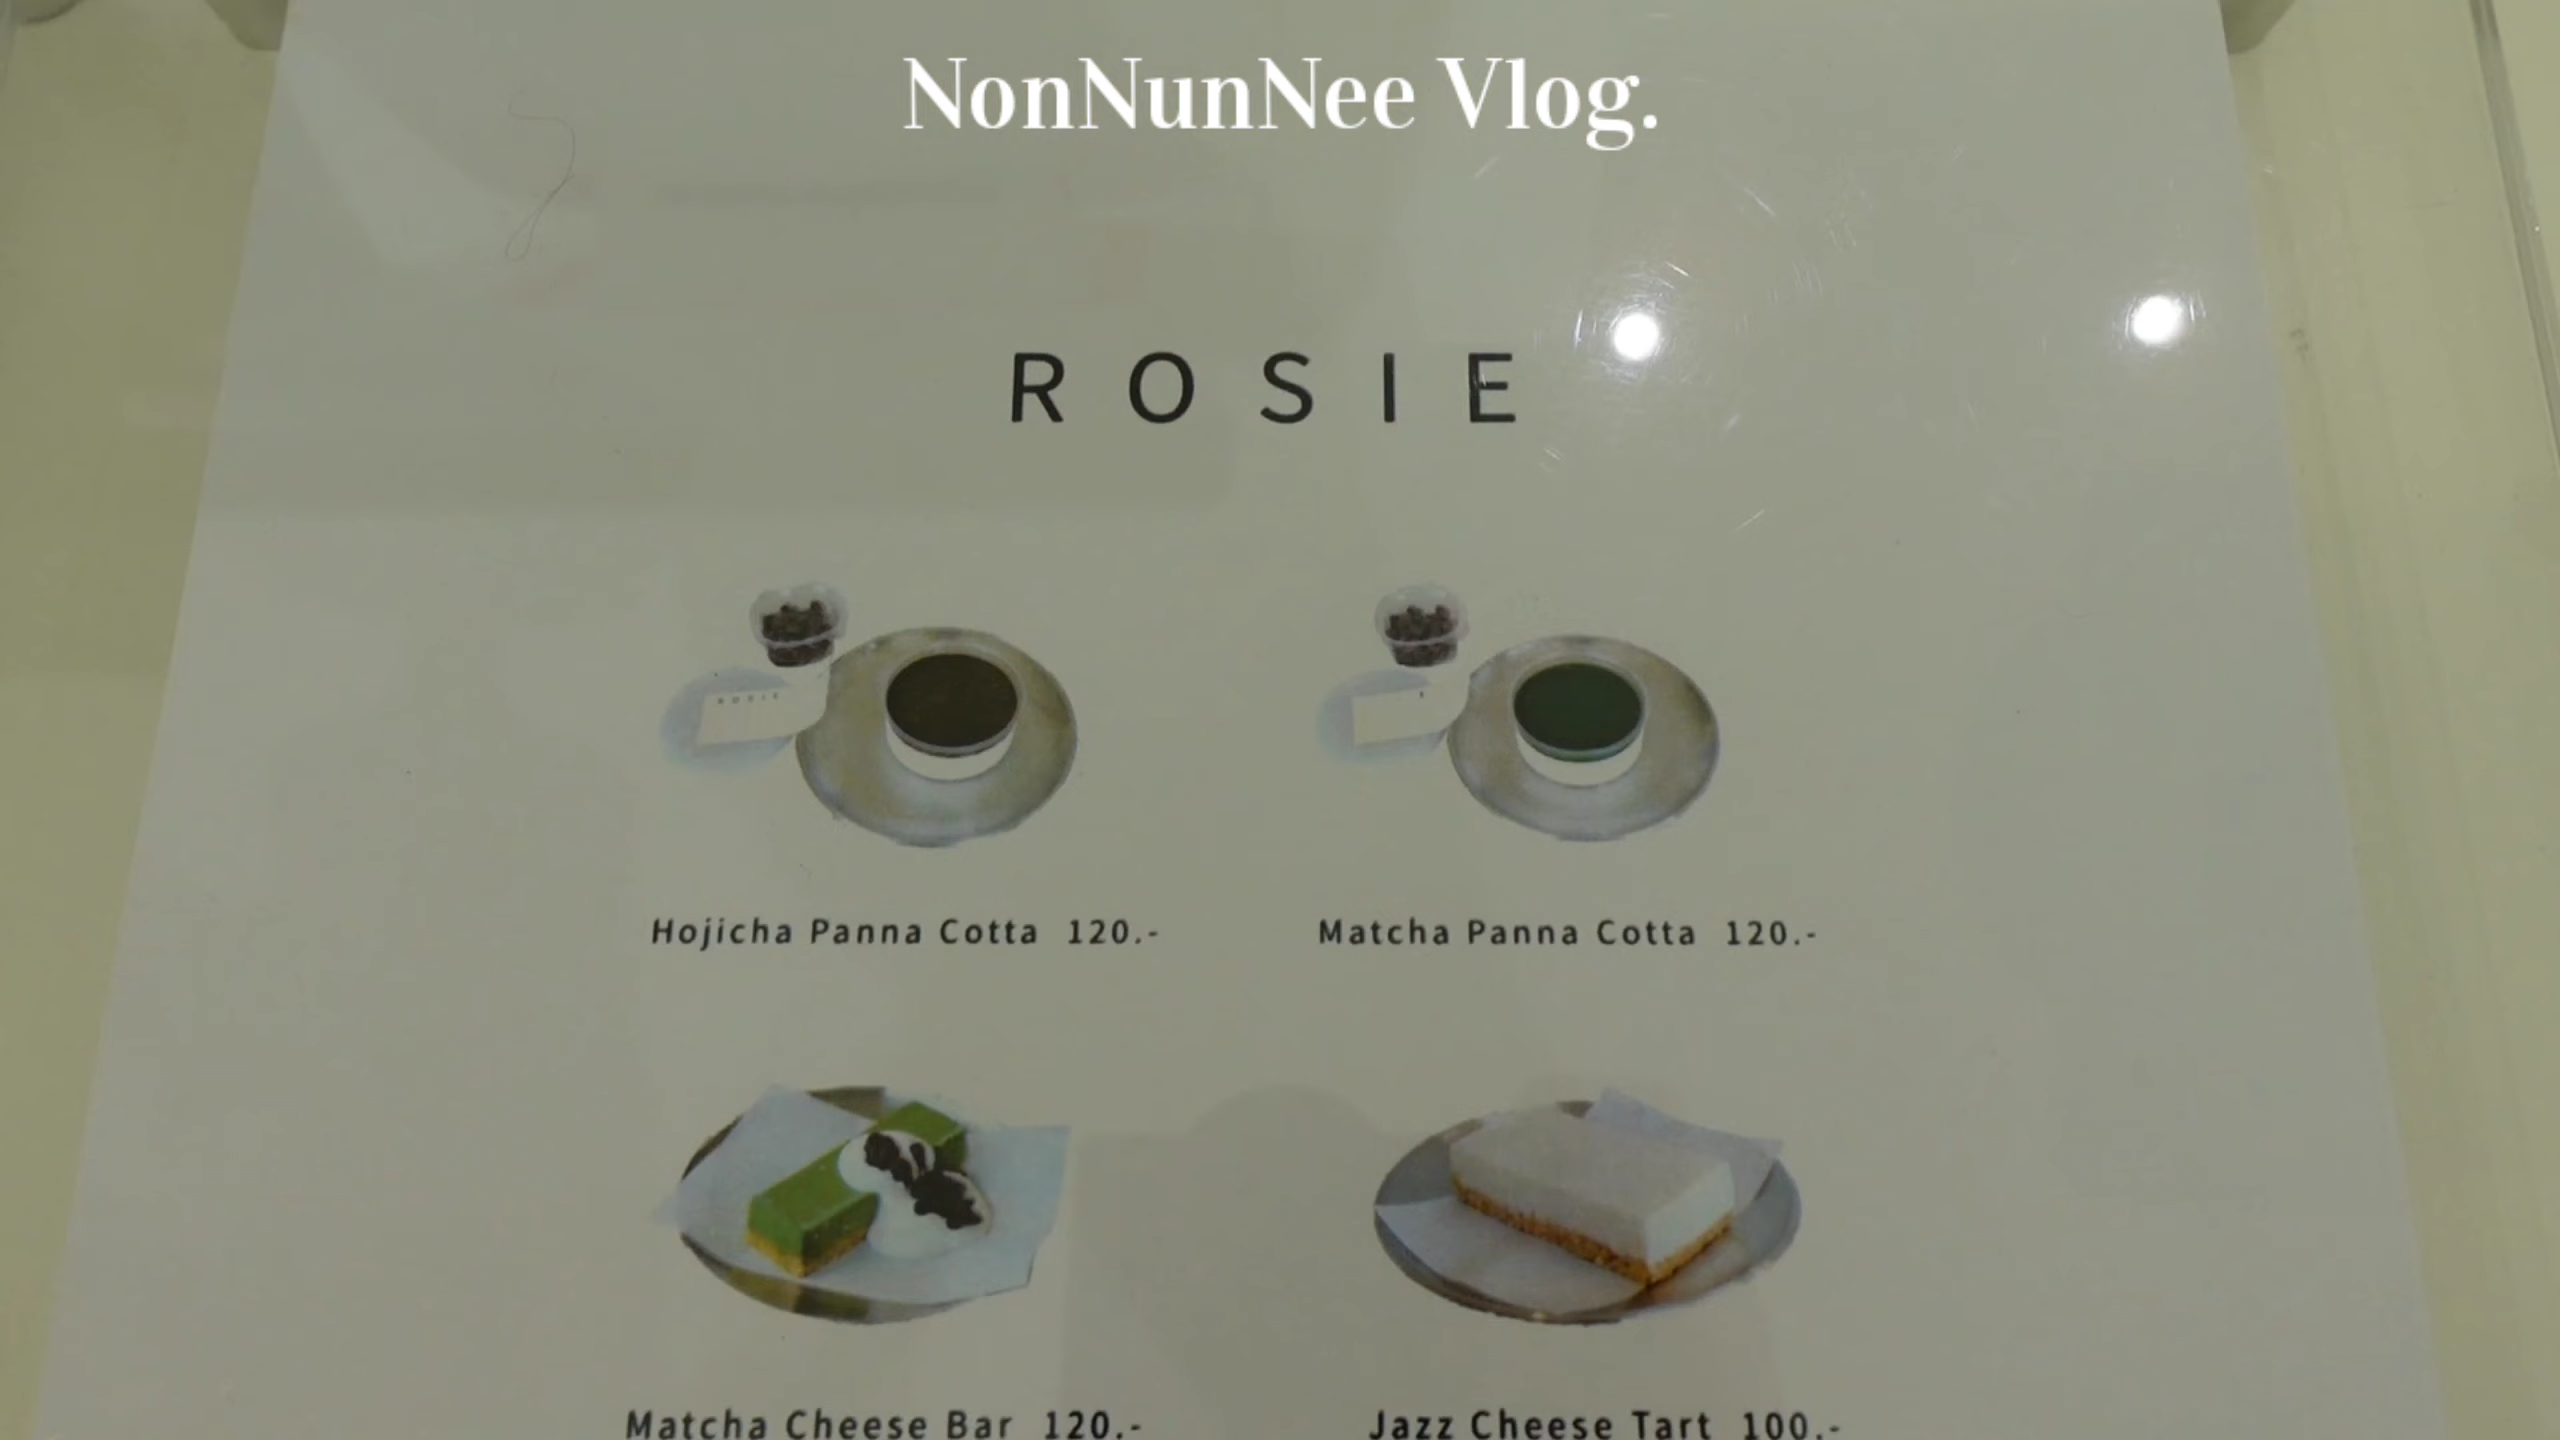 NonNunNee Vlog.
ROSIE
ROSIE
Hojicha Panna Cotta 120.-
Matcha Panna Cotta 120.-
Matcha Cheese Bar 120.-
Jazz Cheese Tart 100.-